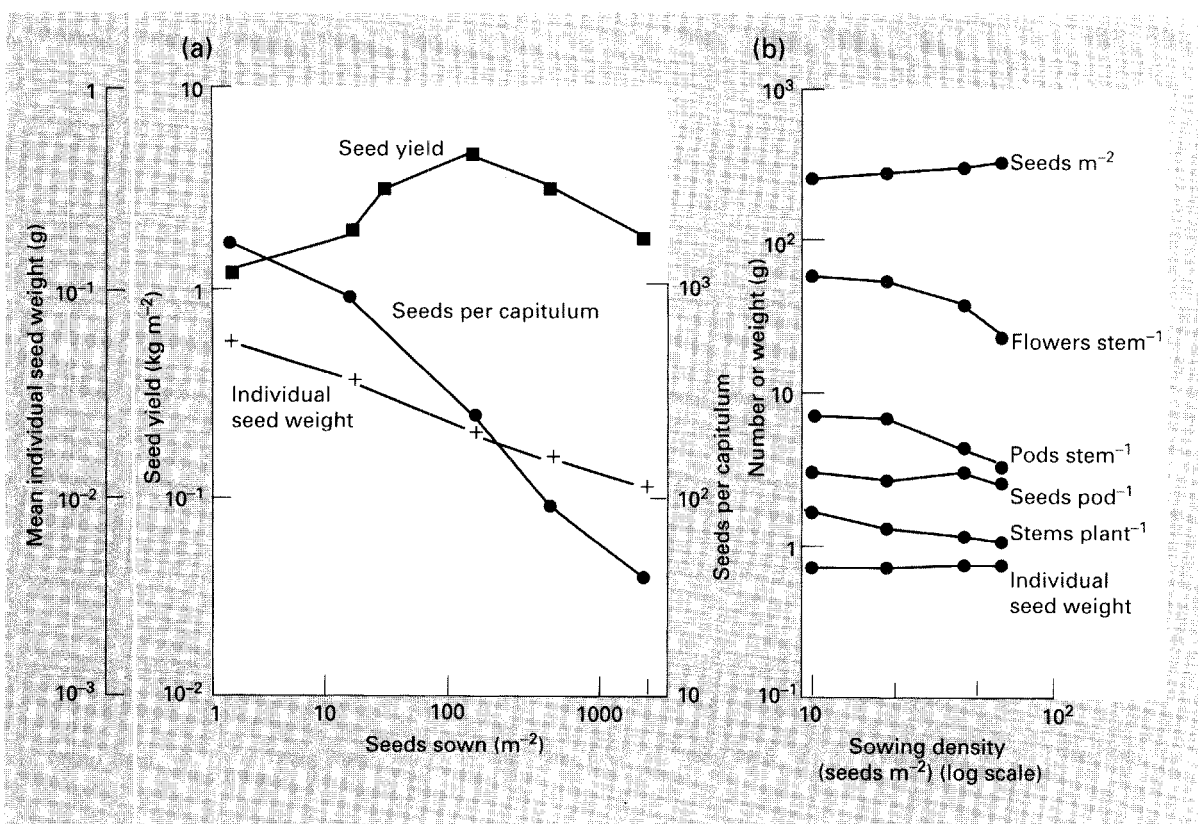 (a)
Mean individual seed weight (g)
1
10⁻¹
10⁻²
10⁻³
Seed yield (kg m⁻²)
10
1
10⁻¹
10⁻²
Seed yield
Seeds per capitulum
Individual
seed weight
Seeds per capitulum
10³
10²
10
1
10
100
1000
Seeds sown (m⁻²)
(b)
Number or weight (g)
10³
10²
10
1
10⁻¹
Seeds m⁻²
Flowers stem⁻¹
Pods stem⁻¹
Seeds pod⁻¹
Stems plant⁻¹
Individual
seed weight
10
10²
Sowing density
(seeds m⁻²) (log scale)